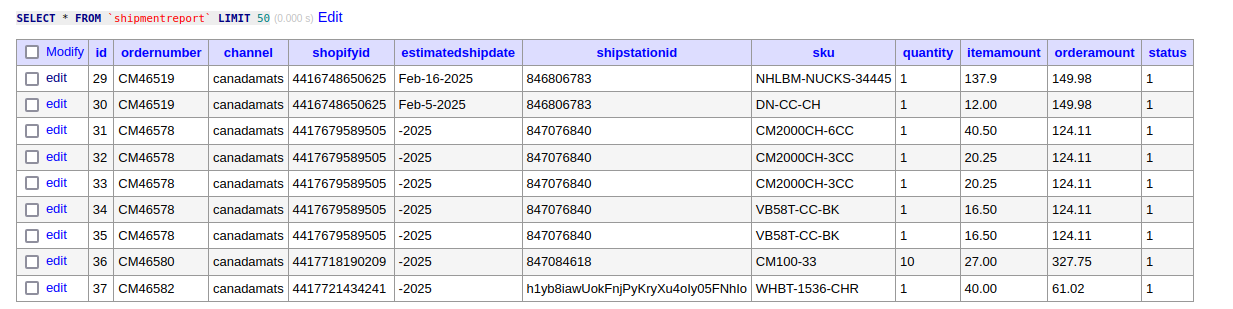 SELECT * FROM `shipmentreport` LIMIT 50 (0.000 s) Edit
Modify id ordernumber channel shopifyid estimatedshipdate shipstationid sku quantity itemamount orderamount status
edit 29 CM46519 canadamats 4416748650625 Feb-16-2025 846806783 NHLBM-NUCKS-34445 1 137.9 149.98 1
edit 30 CM46519 canadamats 4416748650625 Feb-5-2025 846806783 DN-CC-CH 1 12.00 149.98 1
edit 31 CM46578 canadamats 4417679589505 -2025 847076840 CM2000CH-6CC 1 40.50 124.11 1
edit 32 CM46578 canadamats 4417679589505 -2025 847076840 CM2000CH-3CC 1 20.25 124.11 1
edit 33 CM46578 canadamats 4417679589505 -2025 847076840 CM2000CH-3CC 1 20.25 124.11 1
edit 34 CM46578 canadamats 4417679589505 -2025 847076840 VB58T-CC-BK 1 16.50 124.11 1
edit 35 CM46578 canadamats 4417679589505 -2025 847076840 VB58T-CC-BK 1 16.50 124.11 1
edit 36 CM46580 canadamats 4417718190209 -2025 847084618 CM100-33 10 27.00 327.75 1
edit 37 CM46582 canadamats 4417721434241 -2025 h1yb8iawUokFnjPyKryXu4oIy05FNhIo WHBT-1536-CHR 1 40.00 61.02 1